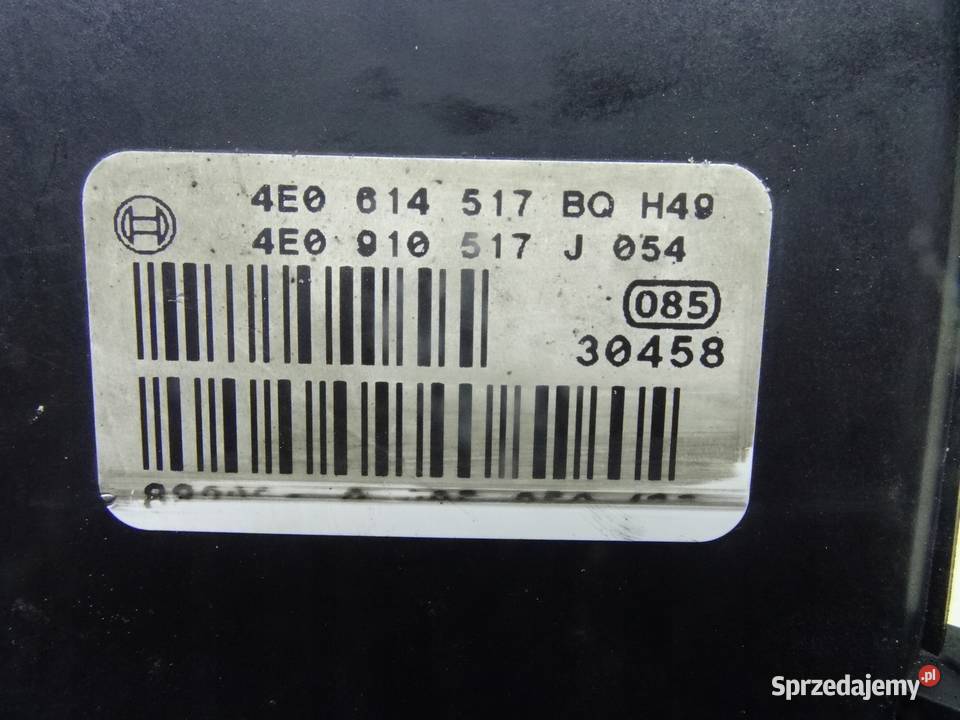 4E0 614 517 BQ H49
4E0 910 517 J 054
085
30458
Sprzedajemy.pl